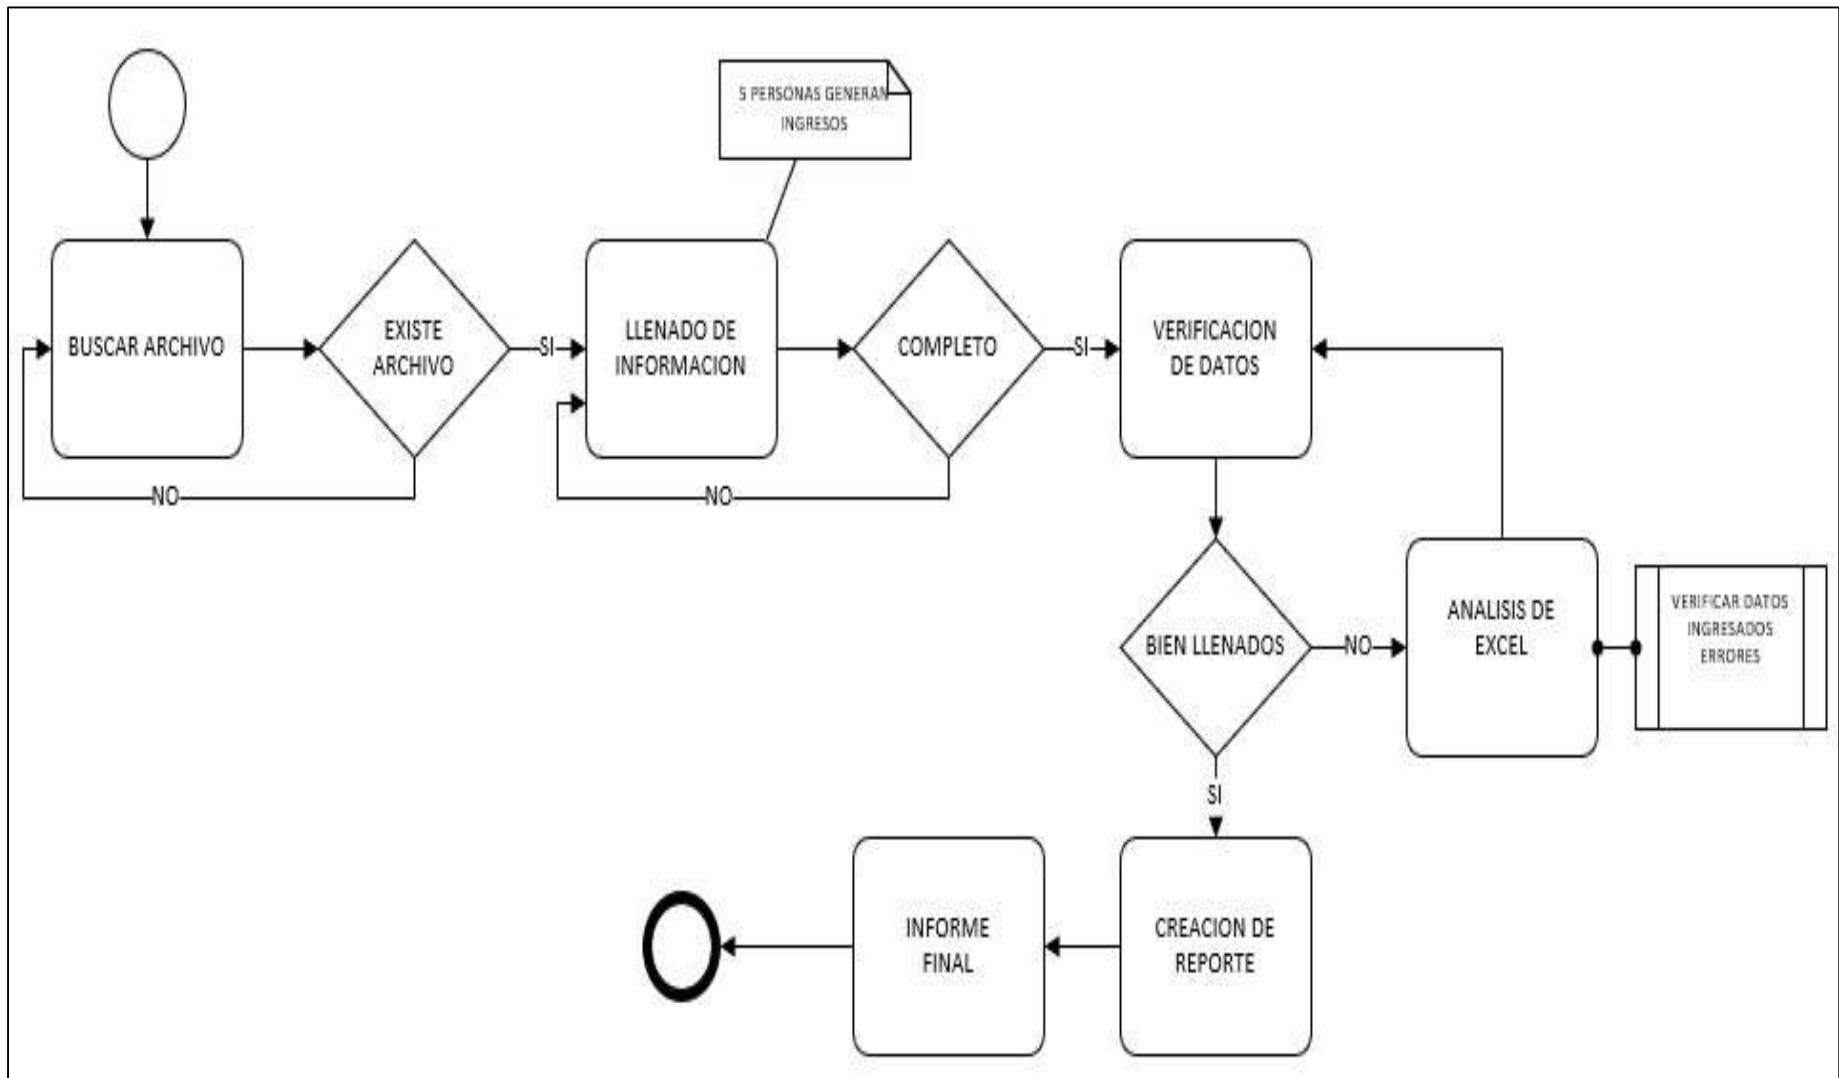 5 PERSONAS GENERAN
INGRESOS
BUSCAR ARCHIVO
EXISTE
ARCHIVO
SI
LLENADO DE
INFORMACION
COMPLETO
SI
VERIFICACION
DE DATOS
NO
NO
BIEN LLENADOS
NO
ANALISIS DE
EXCEL
VERIFICAR DATOS
INGRESADOS
ERRORES
SI
CREACION DE
REPORTE
INFORME
FINAL